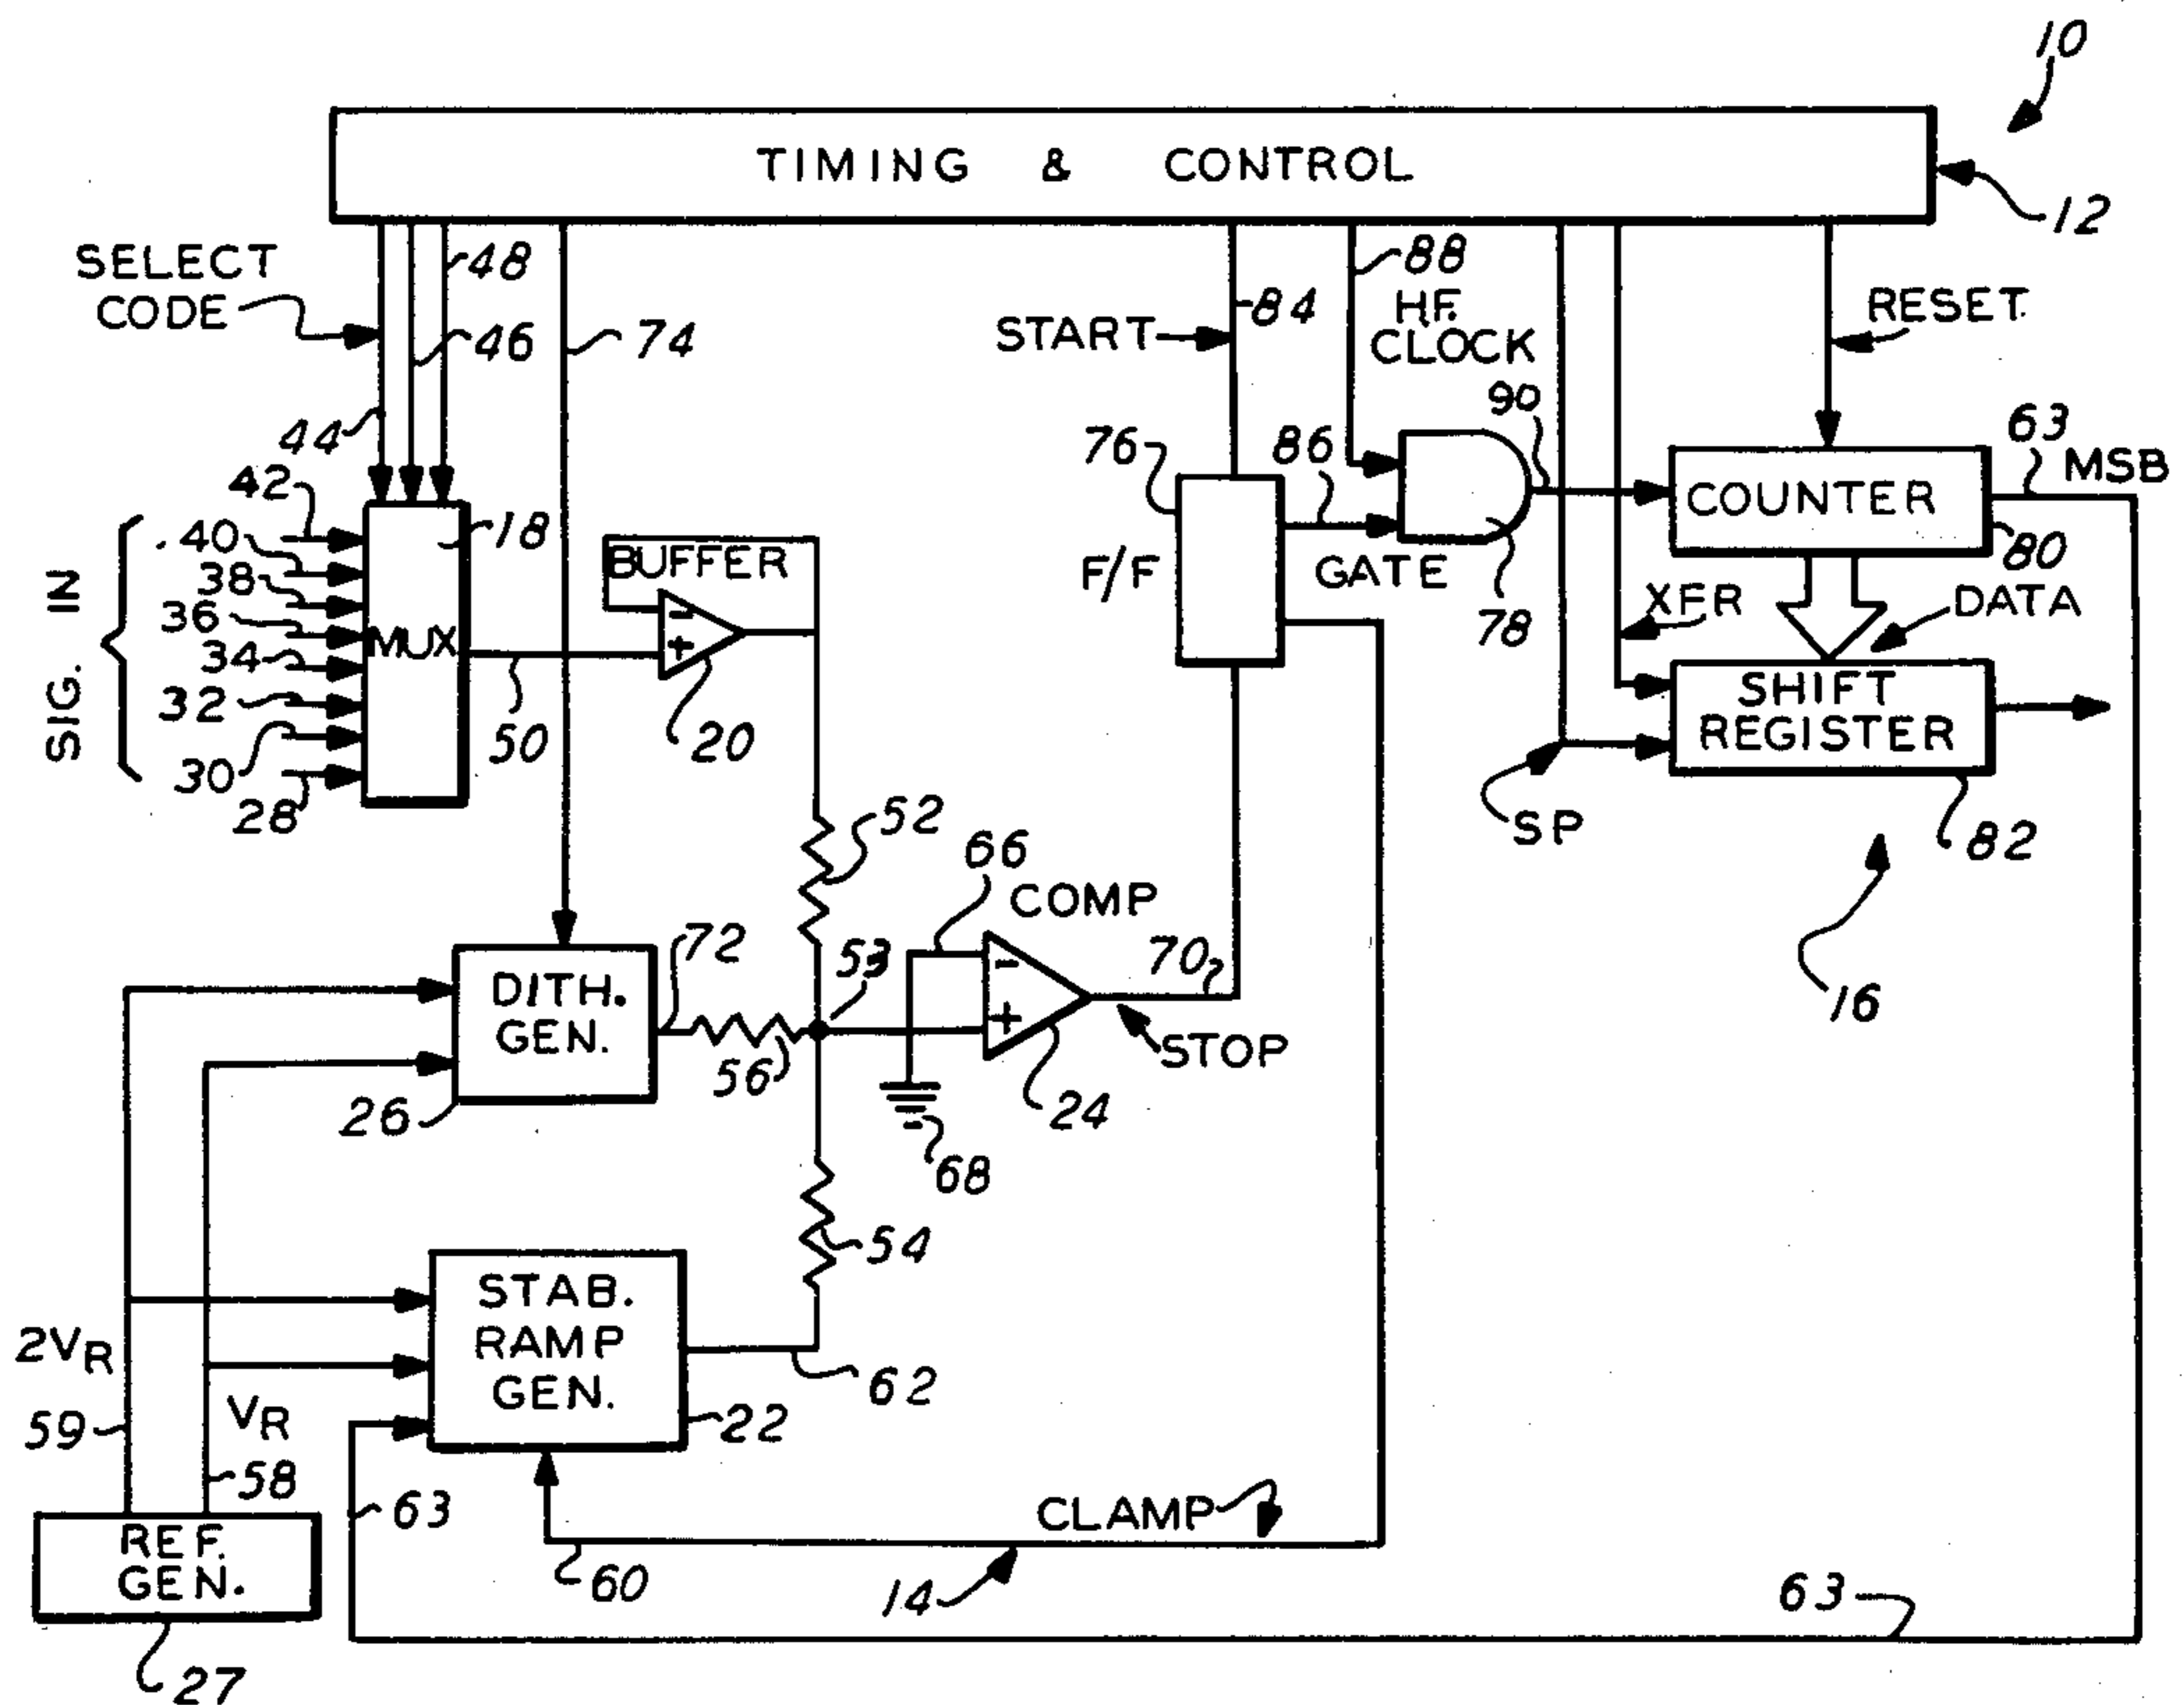 10
TIMING & CONTROL
12
SELECT
CODE
48
46
44
74
START
84
88
H.F.
CLOCK
90
RESET
63
MSB
42
40
38
36
34
32
30
28
SIG. IN
18
MUX
50
BUFFER
20
76
F/F
86
GATE
78
COUNTER
80
XFR
DATA
SHIFT
REGISTER
SP
82
16
52
66
COMP
53
70
STOP
24
68
72
DITH.
GEN.
56
26
54
STAB.
RAMP
GEN.
62
22
2VR
59
VR
58
63
REF.
GEN.
27
60
CLAMP
14
63